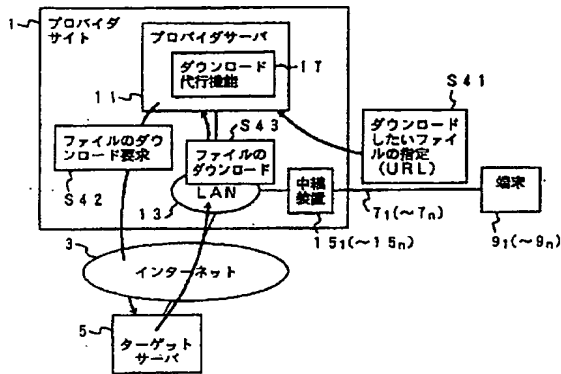 1
プロバイダ
サイト
プロバイダサーバ
ダウンロード
代行機能
17
11
S41
S43
ダウンロード
したいファイ
ルの指定
(URL)
ファイルのダウ
ンロード要求
S42
ファイルの
ダウンロード
LAN
13
中継
装置
15₁(~15n)
7₁(~7n)
端末
9₁(~9n)
3
インターネット
5
ターゲット
サーバ